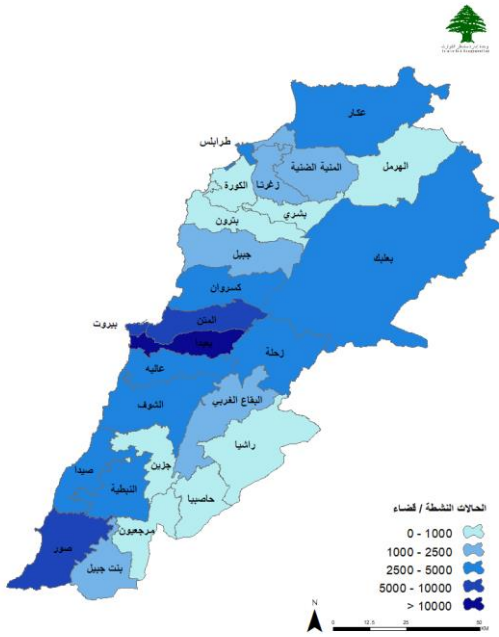 عكار
طرابلس
المنية الضنية
زغرتا
الهرمل
الكورة
بشري
بترون
جبيل
بعلبك
كسروان
المتن
بيروت
بعبدا
زحلة
عاليه
البقاع الغربي
الشوف
راشيا
جزين
صيدا
النبطية
حاصبيا
مرجعيون
صور
بنت جبيل
الحالات النشطة / قضاء
0 - 1000
1000 - 2500
2500 - 5000
5000 - 10000
> 10000
N
0 12.5 25 50